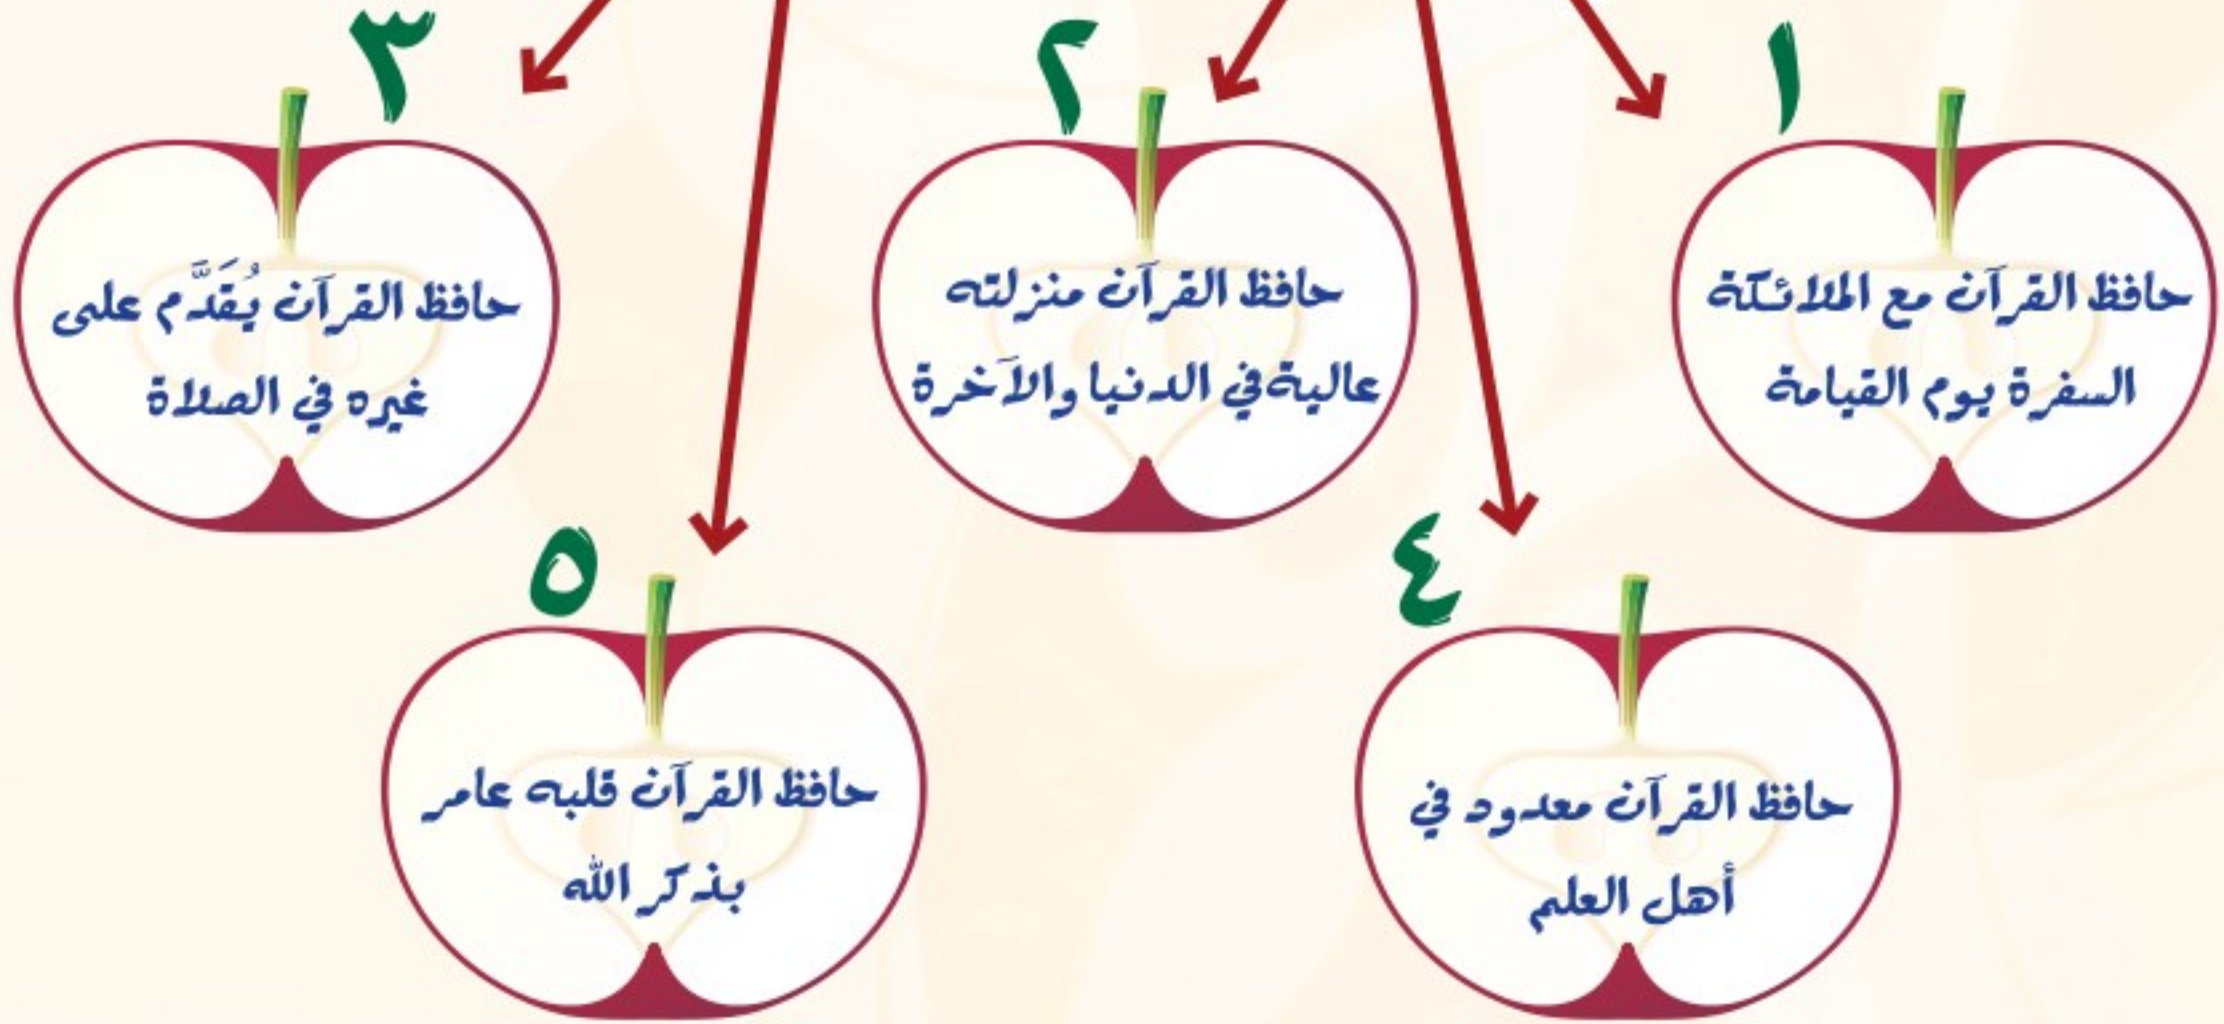 ١
حافظ القرآن مع الملائكة
السفرة يوم القيامة
٢
حافظ القرآن منزلته
عالية في الدنيا والآخرة
٣
حافظ القرآن يُقَدَّم على
غيره في الصلاة
٤
حافظ القرآن معدود في
أهل العلم
٥
حافظ القرآن قلبه عامر
بذكر الله